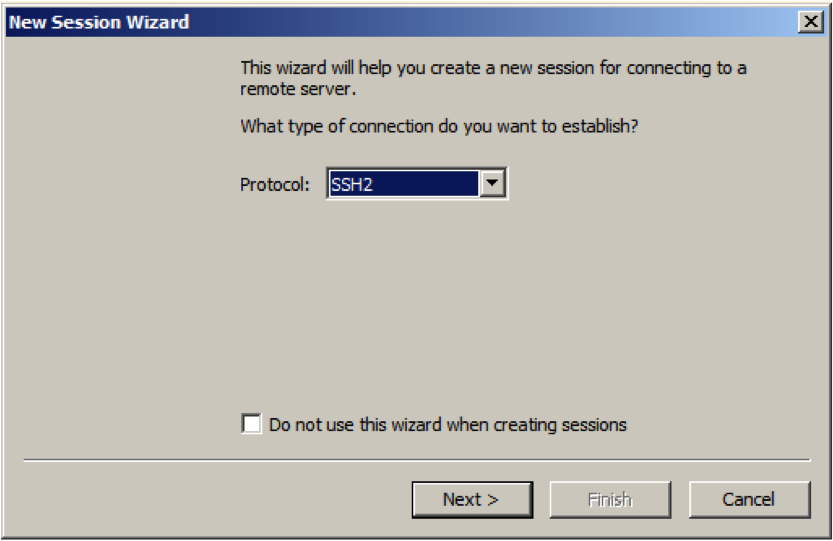 New Session Wizard
This wizard will help you create a new session for connecting to a
remote server.
What type of connection do you want to establish?
Protocol: SSH2
Do not use this wizard when creating sessions
Next > Finish Cancel